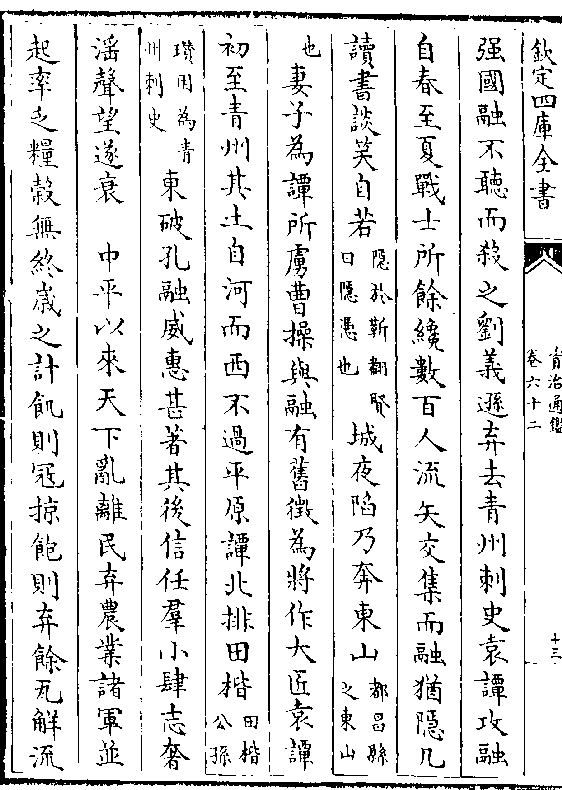 欽定四庫全書
資治通鑑
卷六十二
十三
强國融不聽而殺之劉義遜弃去青州刺史袁譚攻融
自春至夏戰士所餘纔數百人流矢交集而融猶隱几
讀書談笑自若隱於靳翻賢曰隱憑也城夜陷乃奔東山都昌縣之東山
也妻子為譚所虜曹操與融有舊徵為將作大匠袁譚
初至青州其土自河而西不過平原譚北排田楷田楷公孫
瓚用為青州刺史東破孔融威惠甚著其後信任羣小肆志奢
滛聲望遂衰 中平以來天下亂離民弃農業諸軍並
起率乏糧穀無終歲之計飢則冦掠飽則弃餘瓦解流